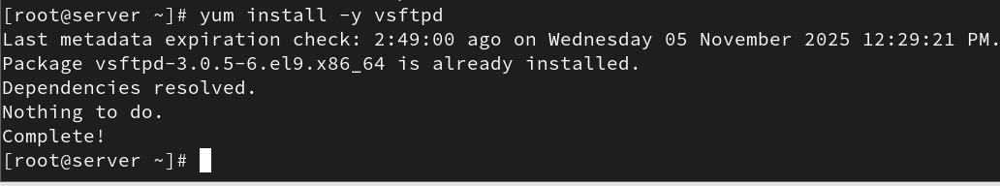 [root@server ~]# yum install -y vsftpd
Last metadata expiration check: 2:49:00 ago on Wednesday 05 November 2025 12:29:21 PM.
Package vsftpd-3.0.5-6.el9.x86_64 is already installed.
Dependencies resolved.
Nothing to do.
Complete!
[root@server ~]#